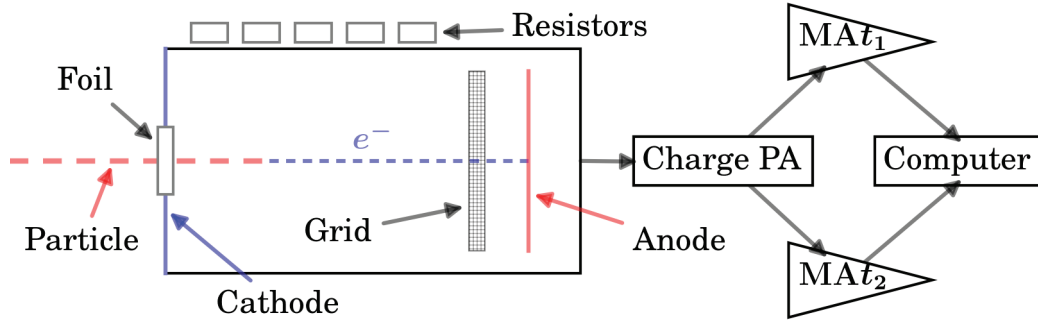 Resistors
MAt₁
Foil
e⁻
Charge PA
Computer
Particle
Grid
Anode
Cathode
MAt₂